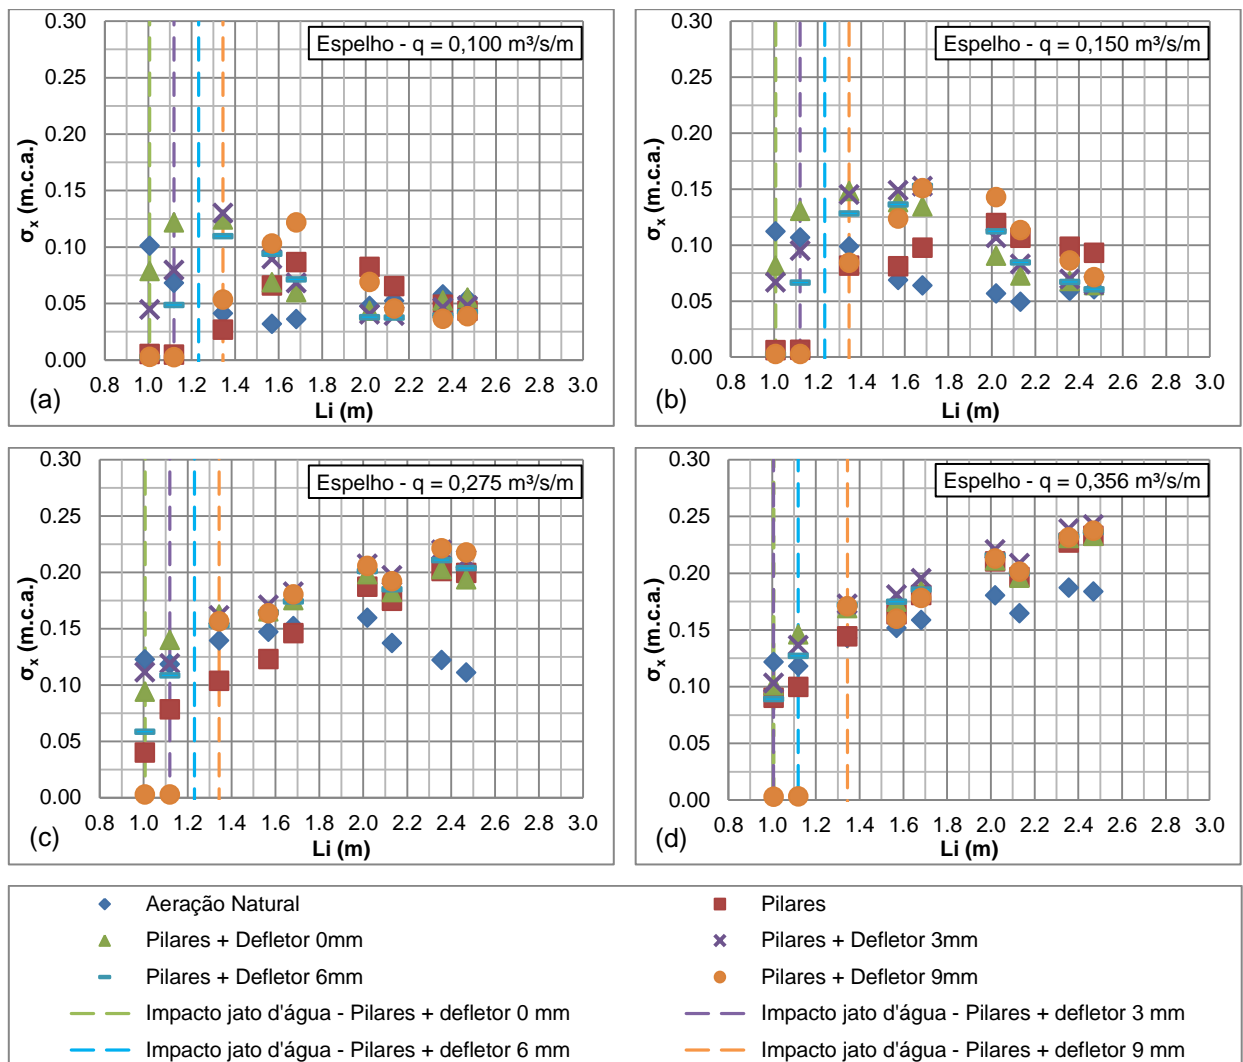 Espelho - q = 0,100 m³/s/m
0.30
0.25
0.20
0.15
0.10
0.05
0.00
σx (m.c.a.)
0.8 1.0 1.2 1.4 1.6 1.8 2.0 2.2 2.4 2.6 2.8 3.0
(a)
Li (m)
Espelho - q = 0,150 m³/s/m
0.30
0.25
0.20
0.15
0.10
0.05
0.00
σx (m.c.a.)
0.8 1.0 1.2 1.4 1.6 1.8 2.0 2.2 2.4 2.6 2.8 3.0
(b)
Li (m)
Espelho - q = 0,275 m³/s/m
0.30
0.25
0.20
0.15
0.10
0.05
0.00
σx (m.c.a.)
0.8 1.0 1.2 1.4 1.6 1.8 2.0 2.2 2.4 2.6 2.8 3.0
(c)
Li (m)
Espelho - q = 0,356 m³/s/m
0.30
0.25
0.20
0.15
0.10
0.05
0.00
σx (m.c.a.)
0.8 1.0 1.2 1.4 1.6 1.8 2.0 2.2 2.4 2.6 2.8 3.0
(d)
Li (m)
Aeração Natural
Pilares
Pilares + Defletor 0mm
Pilares + Defletor 3mm
Pilares + Defletor 6mm
Pilares + Defletor 9mm
Impacto jato d'água - Pilares + defletor 0 mm
Impacto jato d'água - Pilares + defletor 3 mm
Impacto jato d'água - Pilares + defletor 6 mm
Impacto jato d'água - Pilares + defletor 9 mm